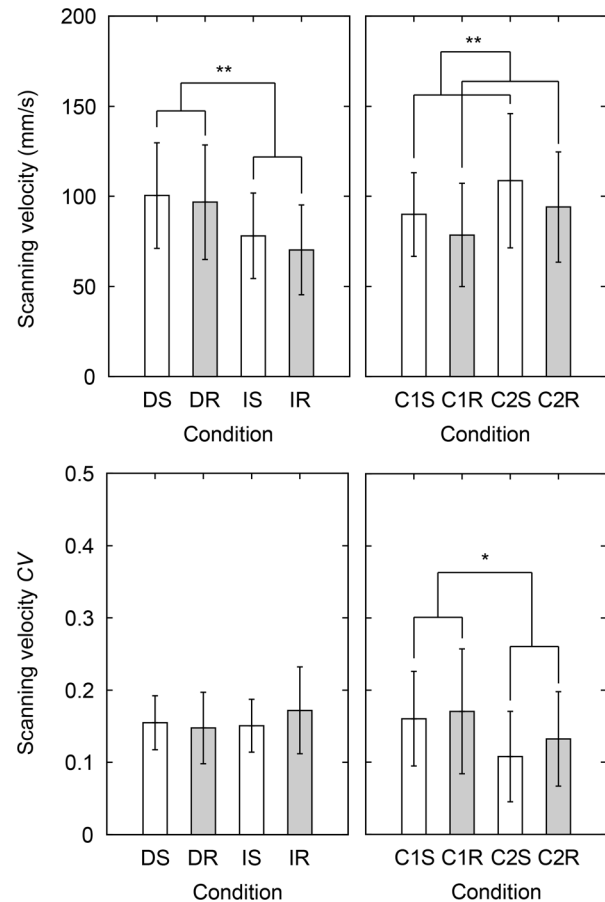 200
150
100
50
0
Scanning velocity (mm/s)
**
**
DS DR IS IR
C1S C1R C2S C2R
Condition
Condition
0.5
0.4
0.3
0.2
0.1
0
Scanning velocity CV
*
DS DR IS IR
C1S C1R C2S C2R
Condition
Condition